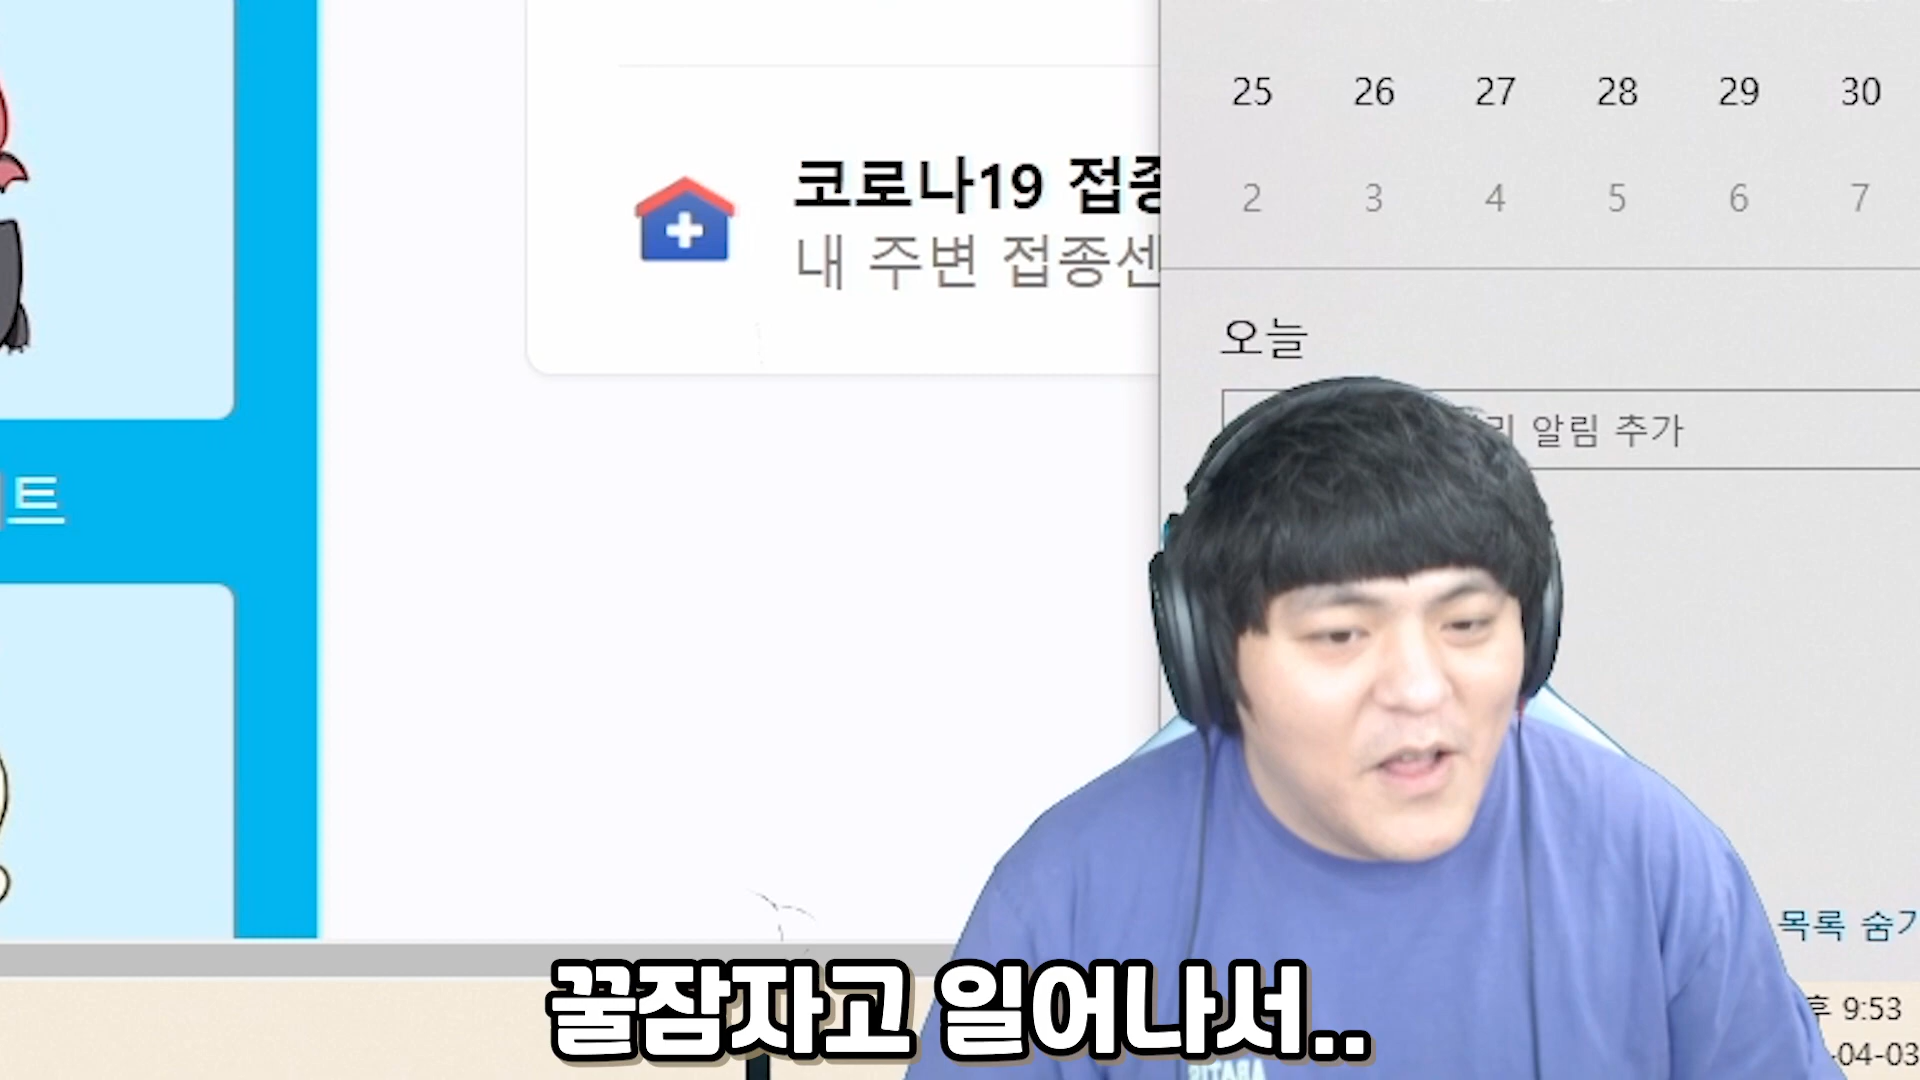 25 26 27 28 29 30
코로나19 접종
2 3 4 5 6 7
내 주변 접종센
오늘
알림 추가
트
목록 숨기
9:53
-04-03
꿀잠자고 일어나서..